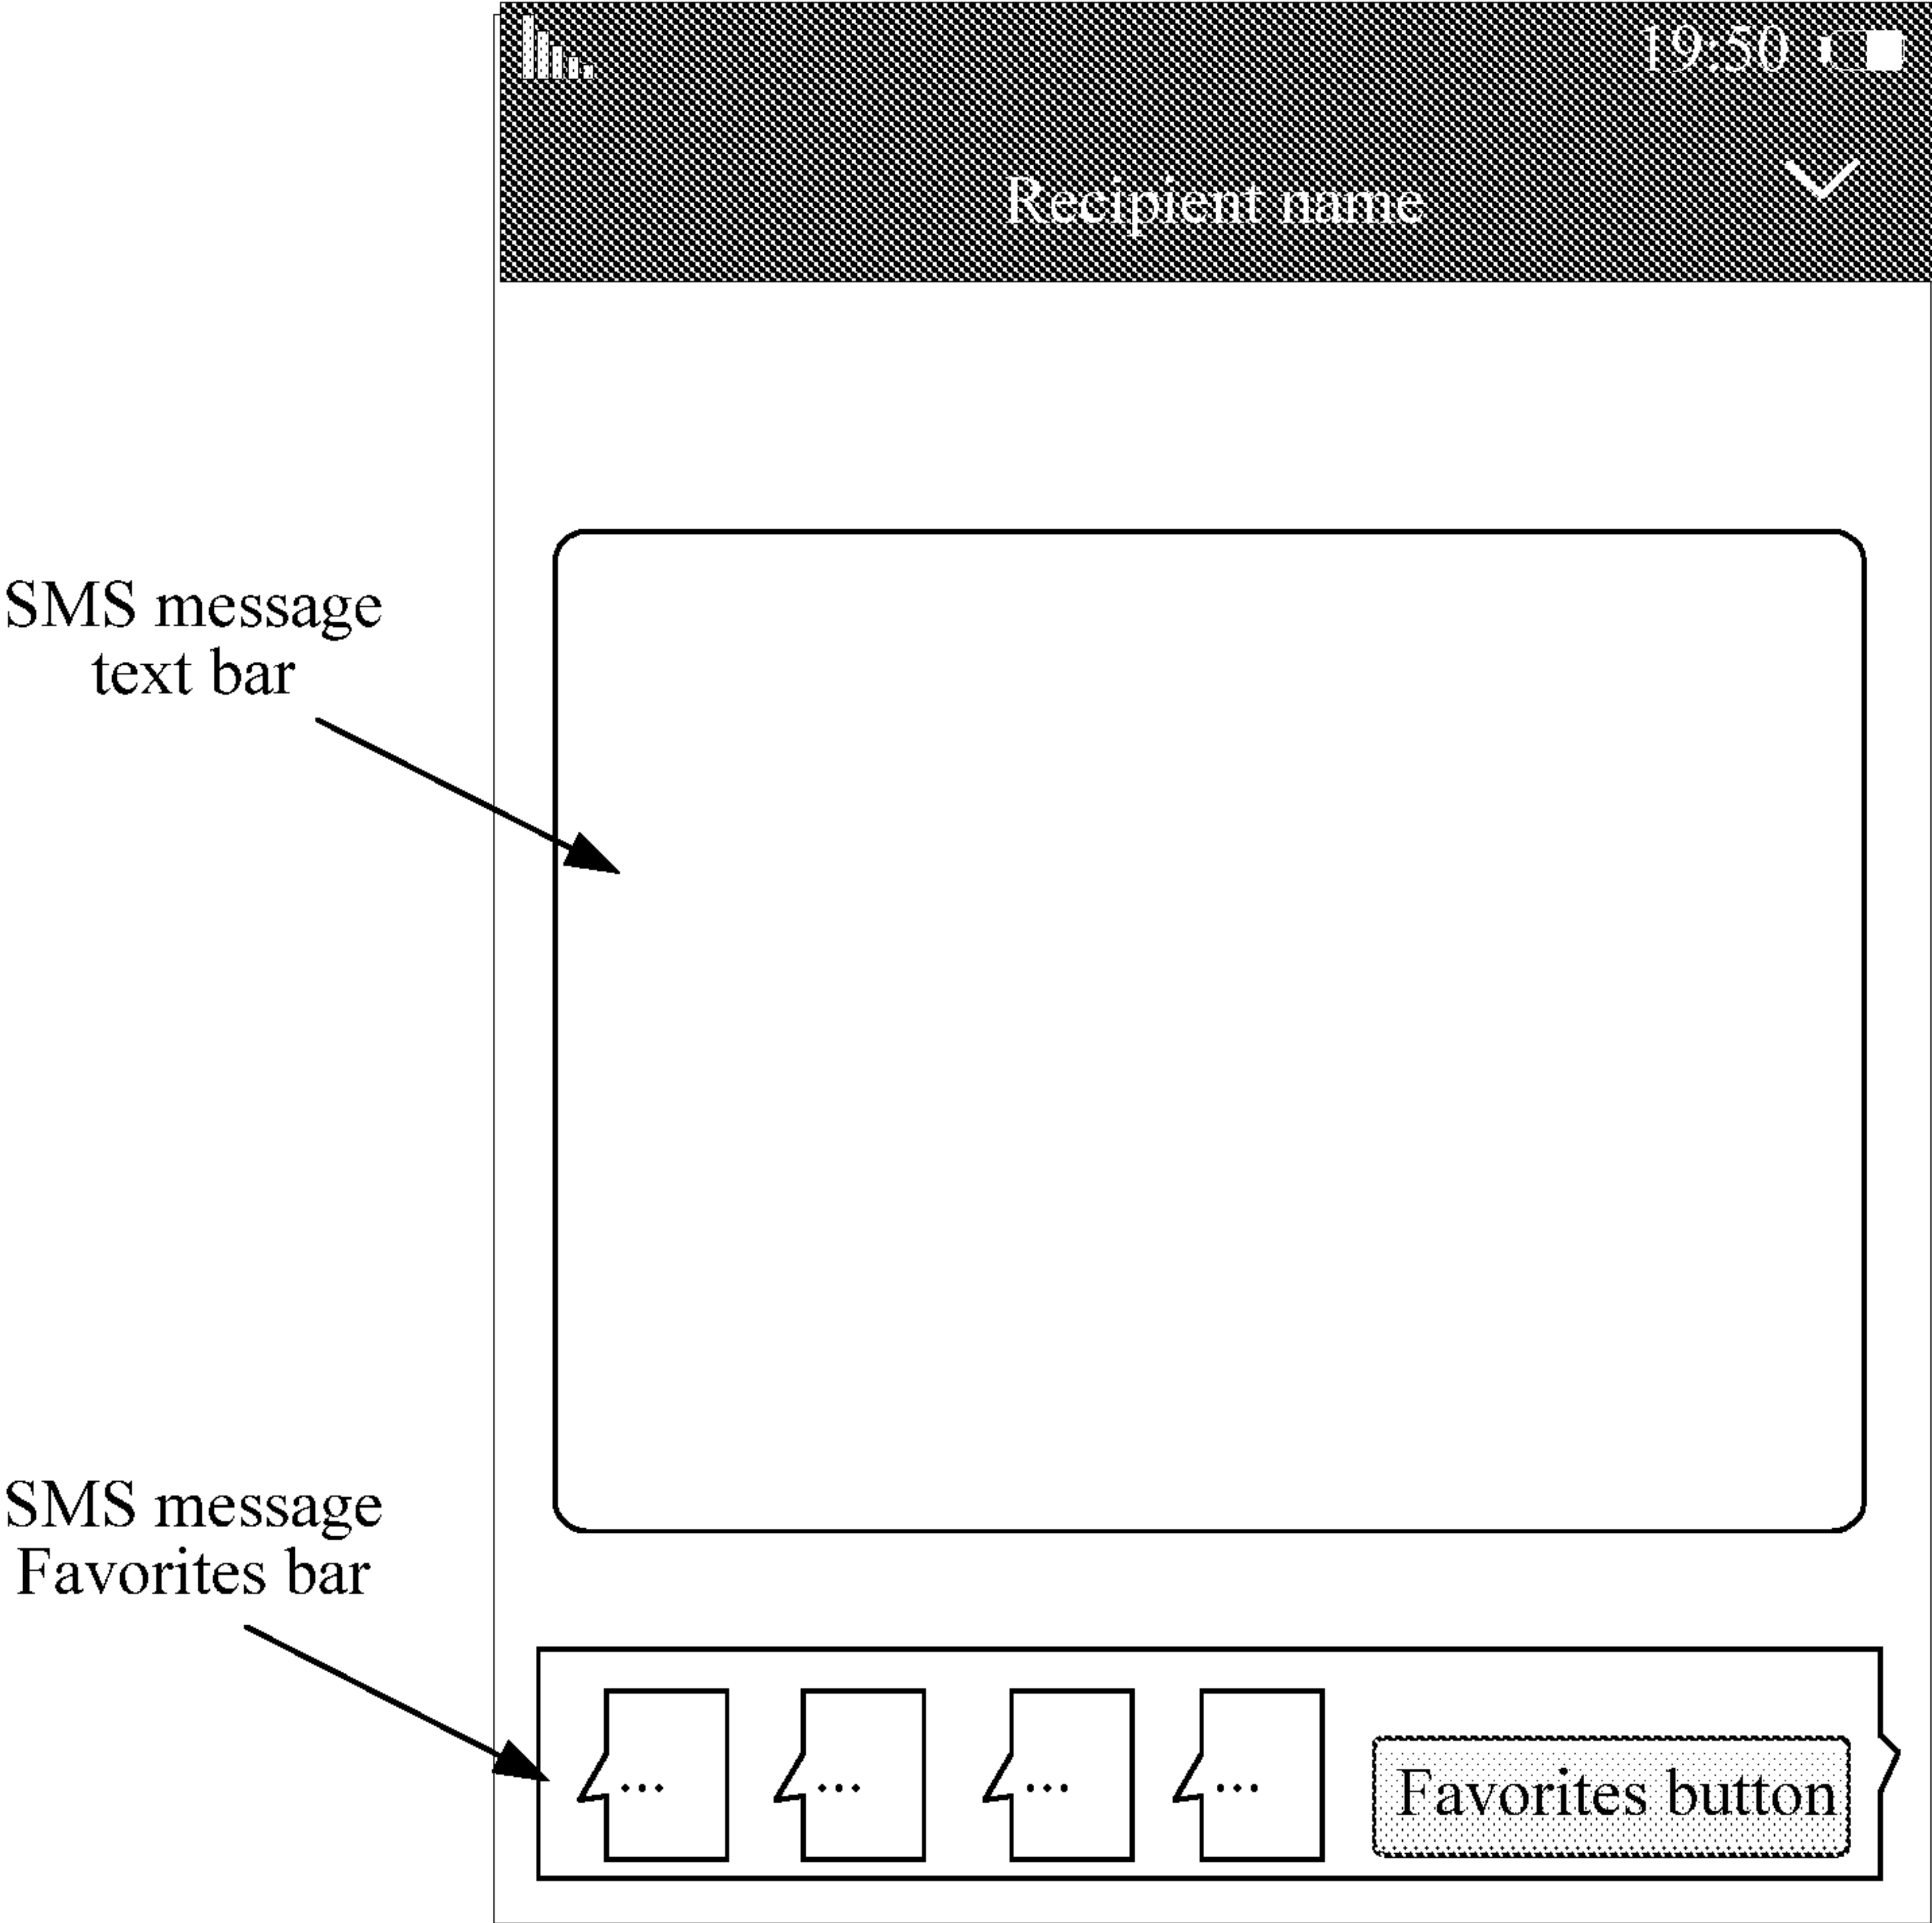 19:50
Recipient name
SMS message
text bar
SMS message
Favorites bar
...
...
...
...
Favorites button